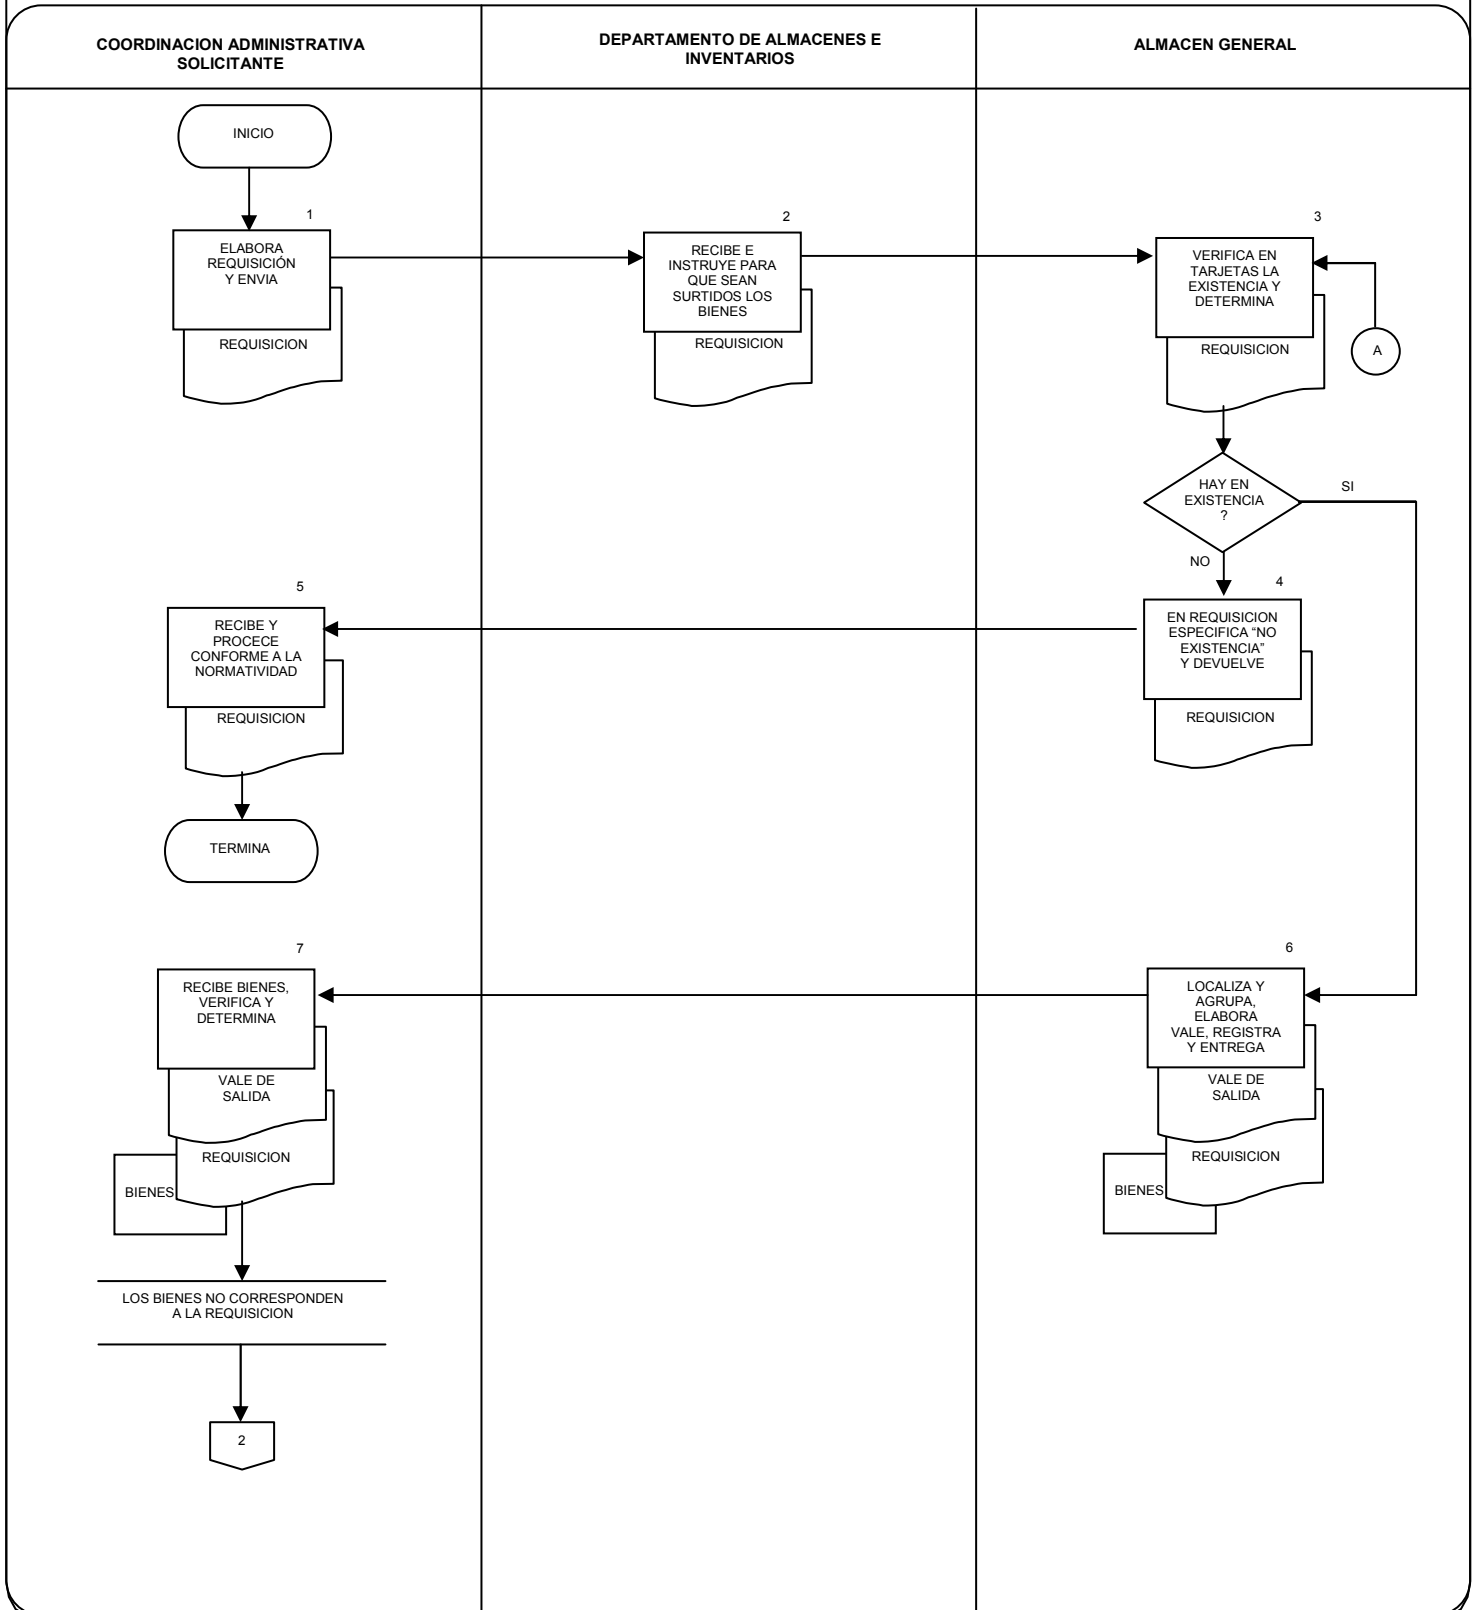 COORDINACION ADMINISTRATIVA
SOLICITANTE
DEPARTAMENTO DE ALMACENES E
INVENTARIOS
ALMACEN GENERAL
INICIO
1
ELABORA
REQUISICIÓN
Y ENVIA
REQUISICION
2
RECIBE E
INSTRUYE PARA
QUE SEAN
SURTIDOS LOS
BIENES
REQUISICION
3
VERIFICA EN
TARJETAS LA
EXISTENCIA Y
DETERMINA
REQUISICION
A
HAY EN
EXISTENCIA
?
SI
NO
4
EN REQUISICION
ESPECIFICA “NO
EXISTENCIA”
Y DEVUELVE
REQUISICION
5
RECIBE Y
PROCECE
CONFORME A LA
NORMATIVIDAD
REQUISICION
TERMINA
6
LOCALIZA Y
AGRUPA,
ELABORA
VALE, REGISTRA
Y ENTREGA
VALE DE
SALIDA
REQUISICION
BIENES
7
RECIBE BIENES,
VERIFICA Y
DETERMINA
VALE DE
SALIDA
REQUISICION
BIENES
LOS BIENES NO CORRESPONDEN
A LA REQUISICION
2